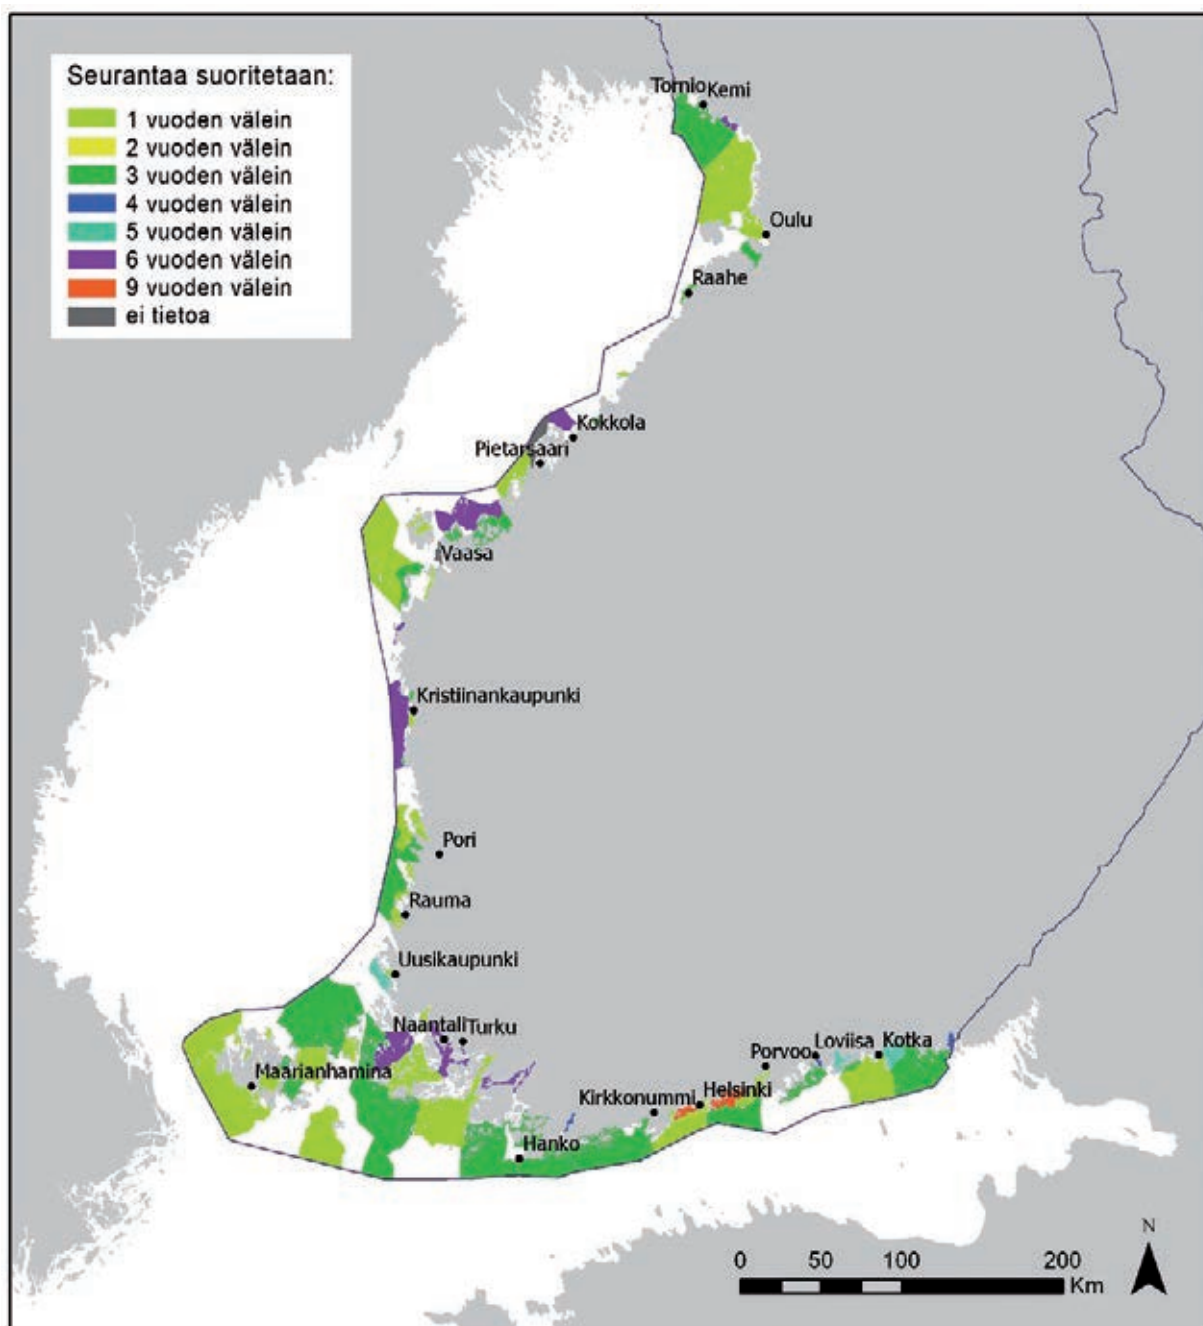 Seurantaa suoritetaan:
1 vuoden välein
2 vuoden välein
3 vuoden välein
4 vuoden välein
5 vuoden välein
6 vuoden välein
9 vuoden välein
ei tietoa
Tornio
Kemi
Oulu
Raahe
Kokkola
Pietarsaari
Vaasa
Kristiinankaupunki
Pori
Rauma
Uusikaupunki
Naantali
Turku
Maarianhamina
Hanko
Kirkkonummi
Helsinki
Porvoo
Loviisa
Kotka
N
0 50 100 200
Km